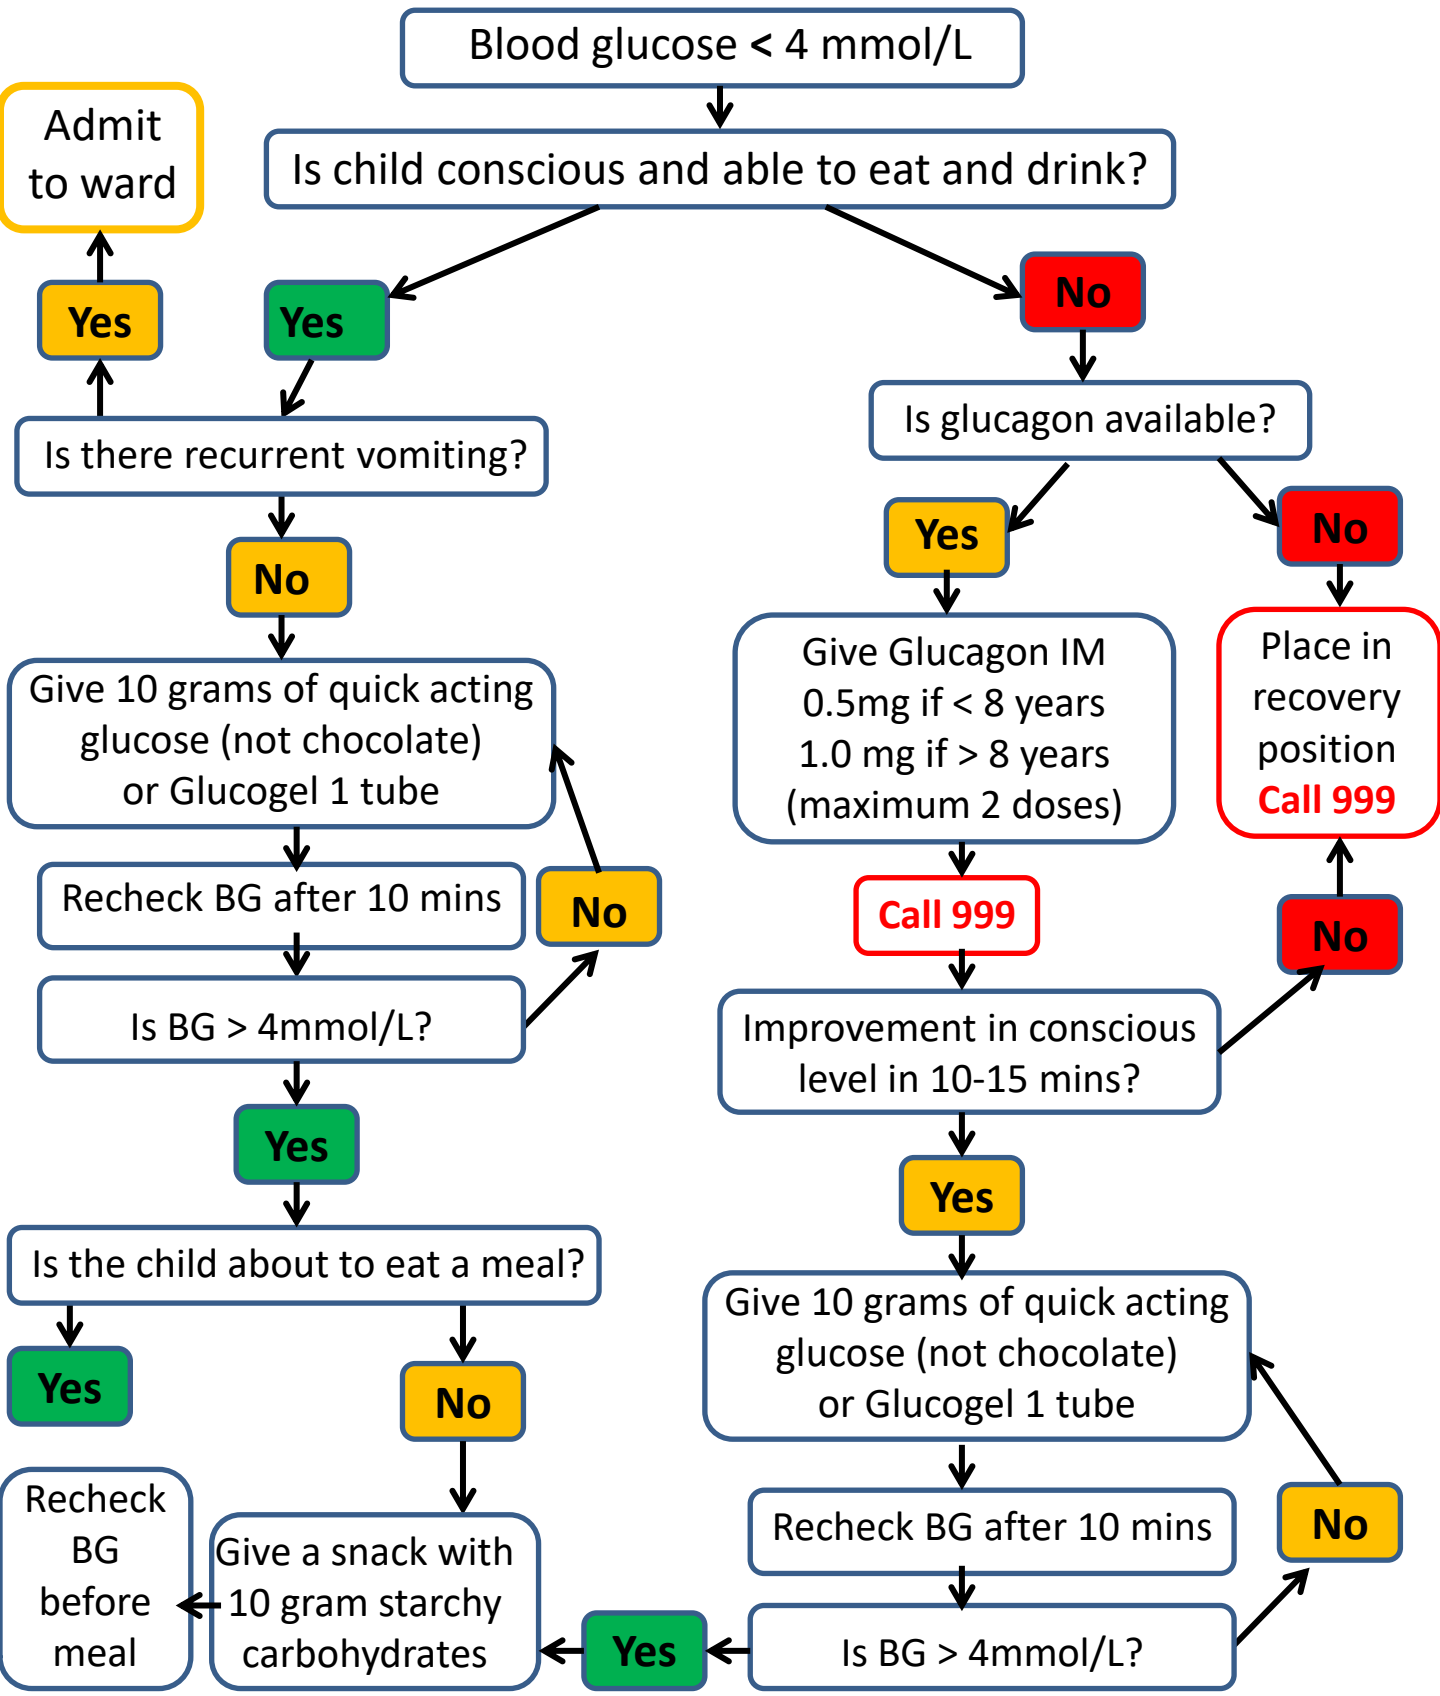 Blood glucose < 4 mmol/L
Admit
to ward
Is child conscious and able to eat and drink?
Yes
Yes
No
Is there recurrent vomiting?
Is glucagon available?
No
Yes
No
Give 10 grams of quick acting
glucose (not chocolate)
or Glucogel 1 tube
Give Glucagon IM
0.5mg if < 8 years
1.0 mg if > 8 years
(maximum 2 doses)
Place in
recovery
position
Call 999
Recheck BG after 10 mins
No
Call 999
No
Is BG > 4mmol/L?
Improvement in conscious
level in 10-15 mins?
Yes
Yes
Is the child about to eat a meal?
Give 10 grams of quick acting
glucose (not chocolate)
or Glucogel 1 tube
Yes
No
Recheck
BG
before
meal
Give a snack with
10 gram starchy
carbohydrates
Recheck BG after 10 mins
No
Yes
Is BG > 4mmol/L?